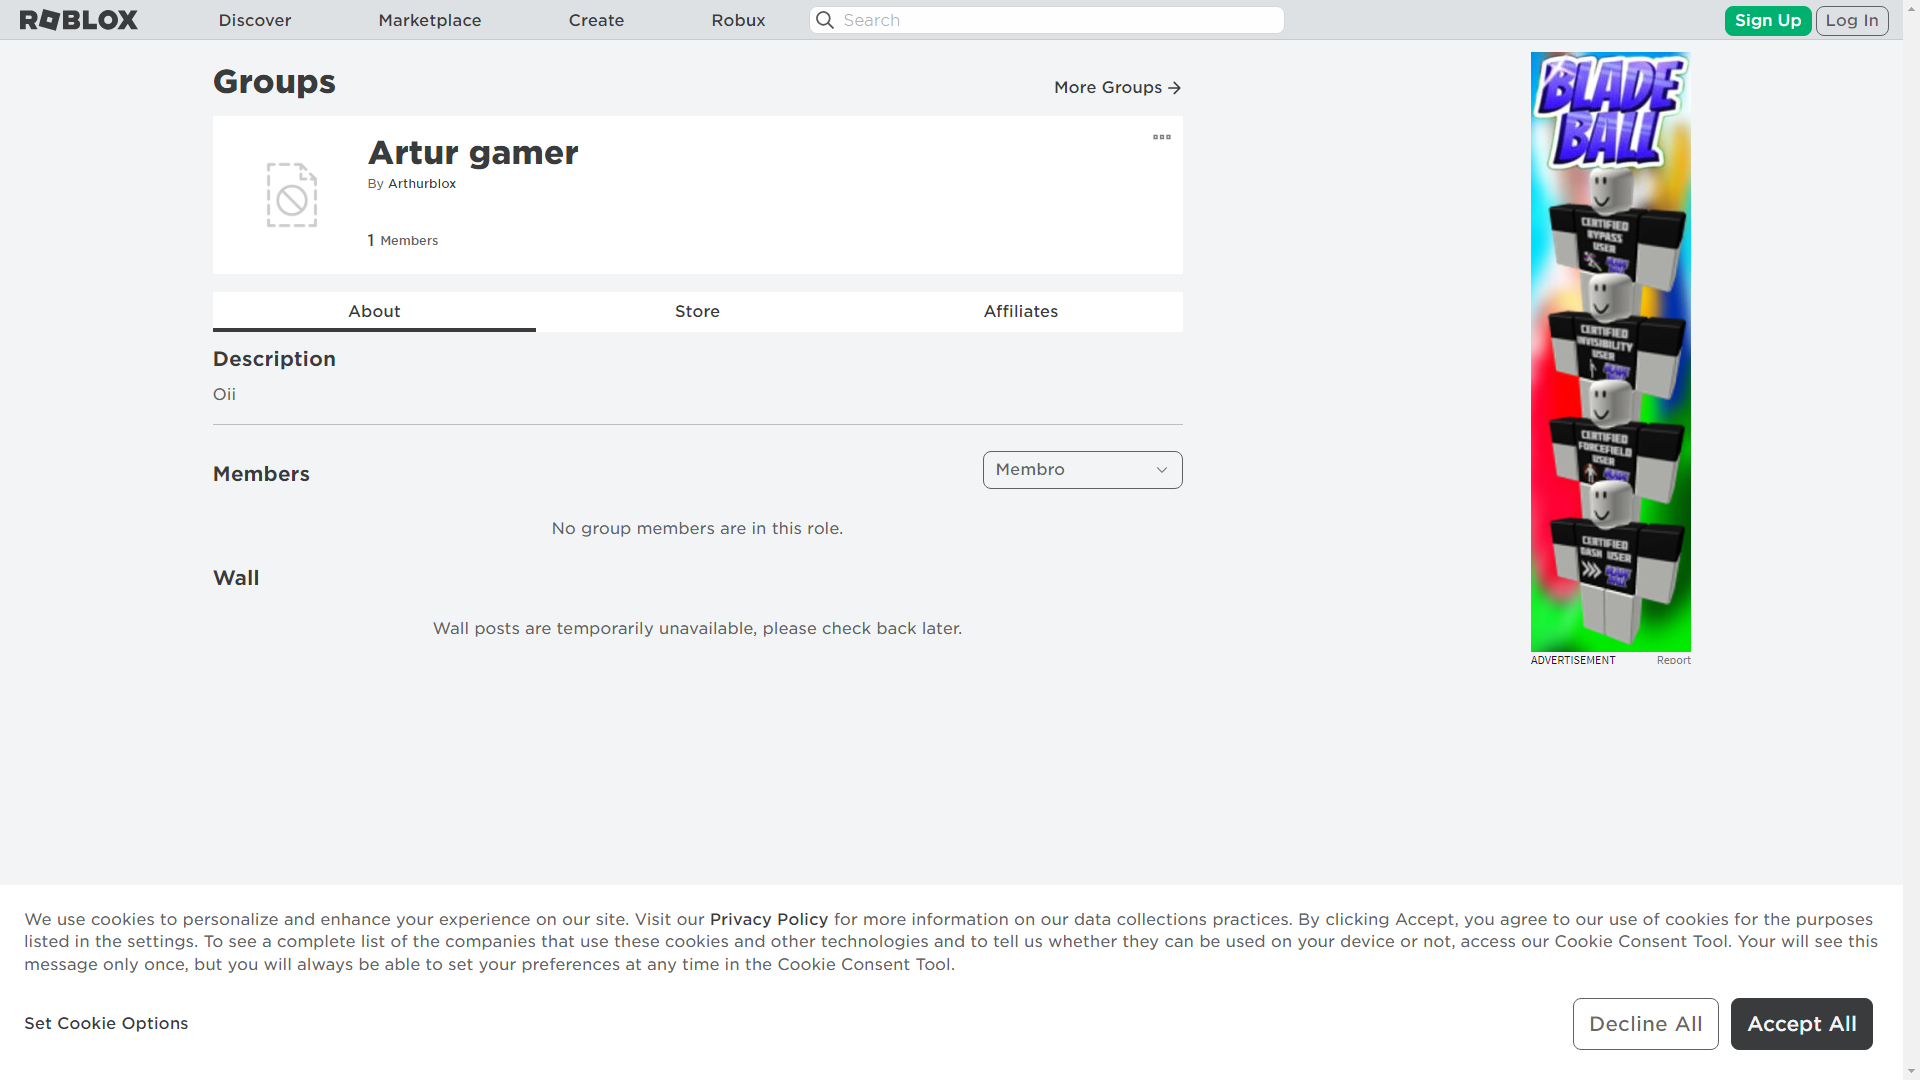 ROBLOX
Discover
Marketplace
Create
Robux
Search
Sign Up
Log In
Groups
More Groups
Artur gamer
By Arthurblox
1 Members
About
Store
Affiliates
Description
Oii
Members
Membro
No group members are in this role.
Wall
Wall posts are temporarily unavailable, please check back later.
BLADE
BALL
CERTIFIED
BYPASS
USER
CERTIFIED
INVISIBILITY
USER
CERTIFIED
FORCEFIELD
USER
CERTIFIED
DASH USER
ADVERTISEMENT
Report
We use cookies to personalize and enhance your experience on our site. Visit our Privacy Policy for more information on our data collections practices. By clicking Accept, you agree to our use of cookies for the purposes
listed in the settings. To see a complete list of the companies that use these cookies and other technologies and to tell us whether they can be used on your device or not, access our Cookie Consent Tool. Your will see this
message only once, but you will always be able to set your preferences at any time in the Cookie Consent Tool.
Set Cookie Options
Decline All
Accept All